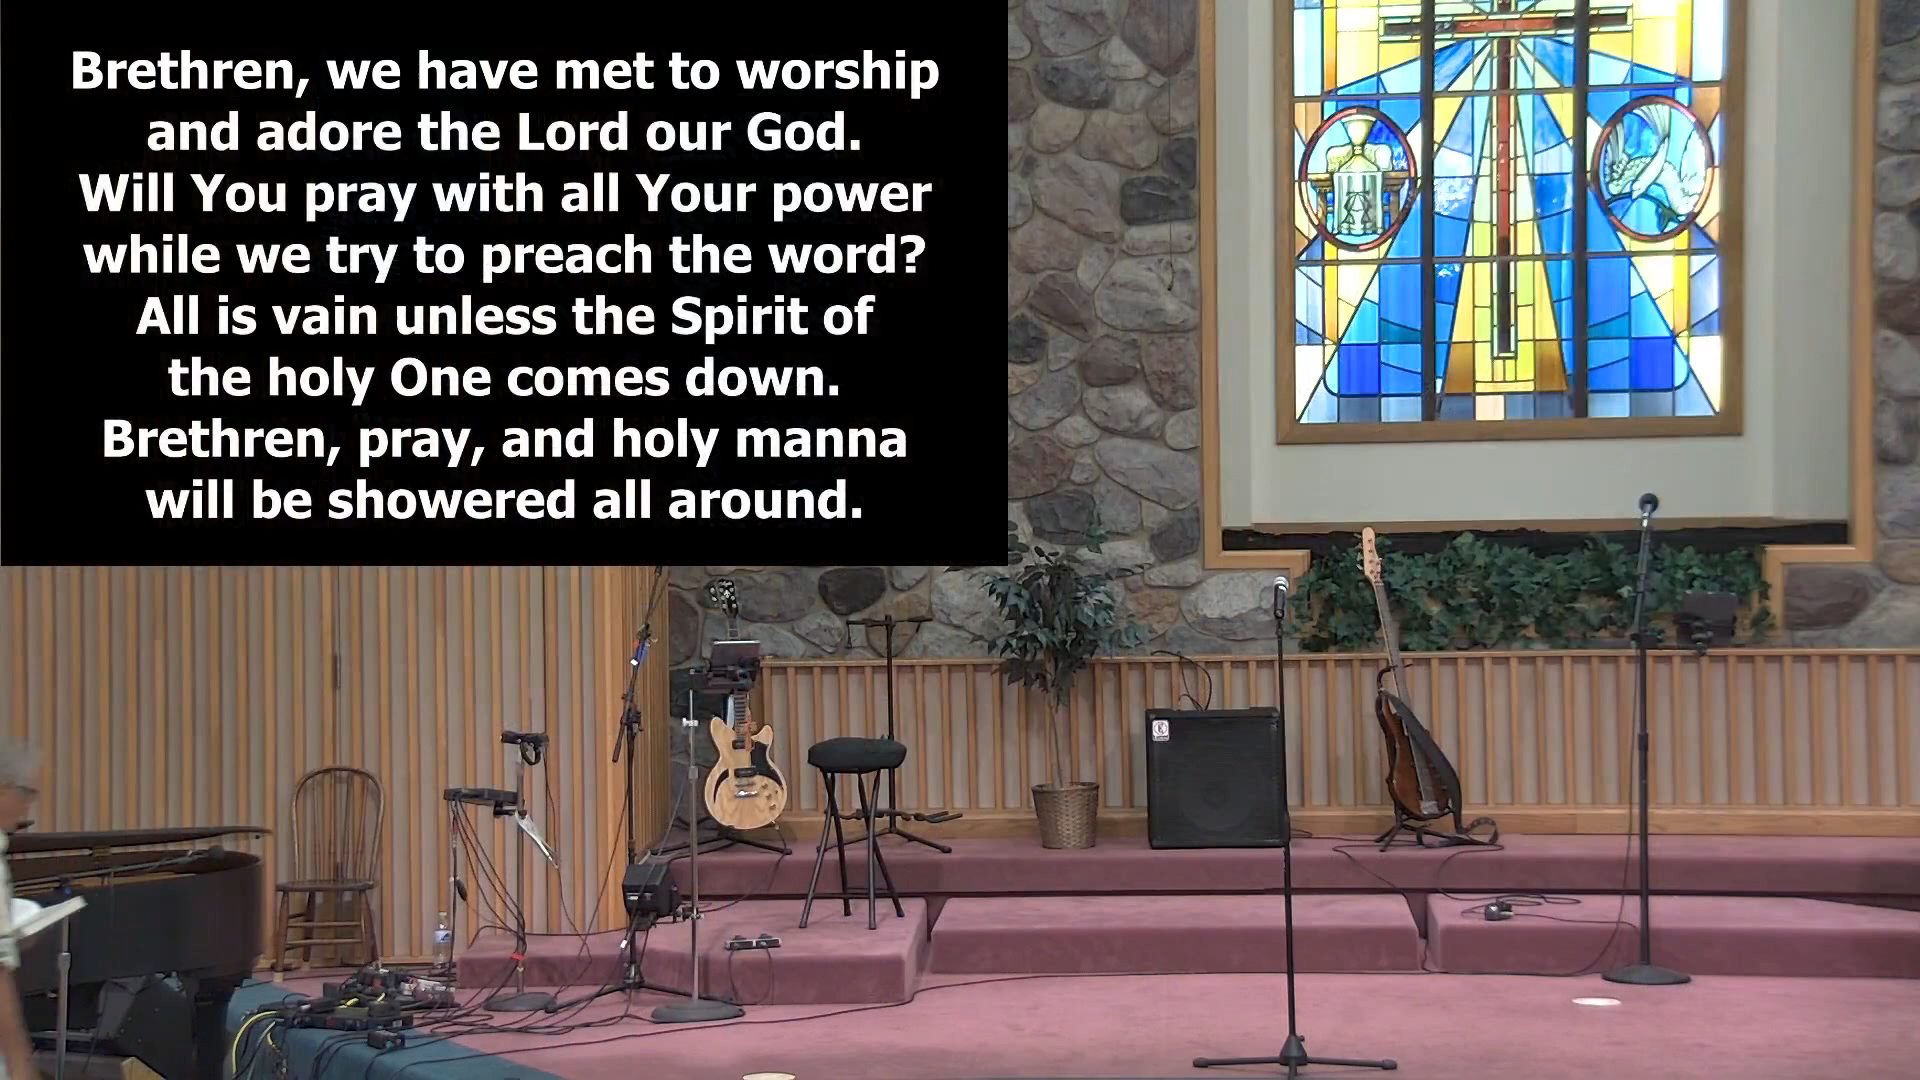 Brethren, we have met to worship
and adore the Lord our God.
Will You pray with all Your power
while we try to preach the word?
All is vain unless the Spirit of
the holy One comes down.
Brethren, pray, and holy manna
will be showered all around.